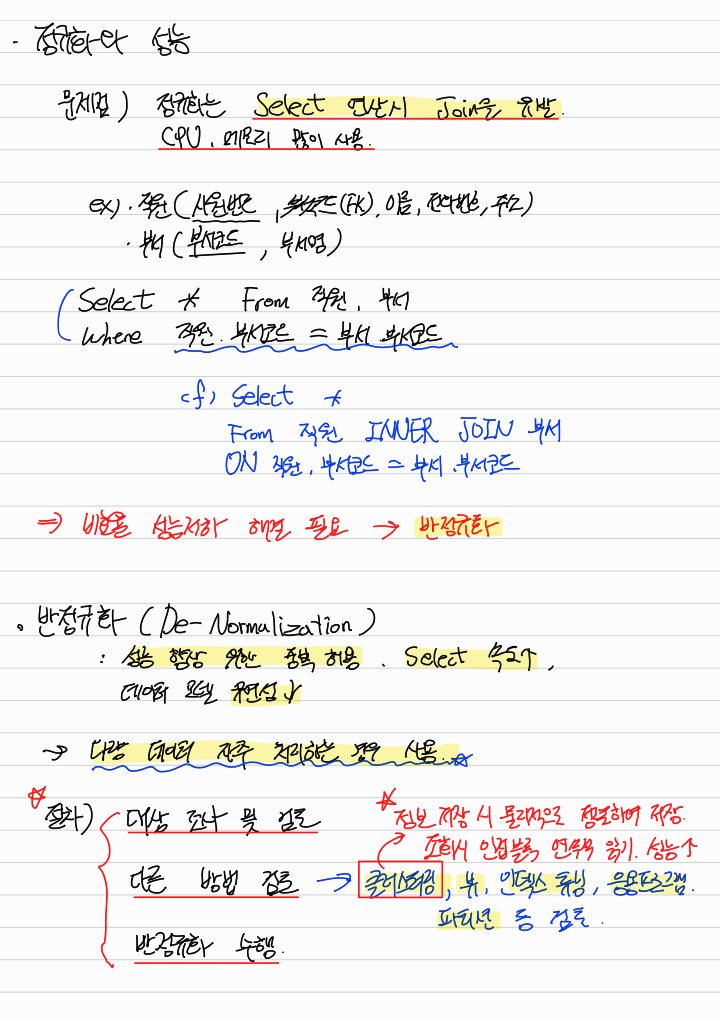 · 정규화와 성능
문제점) 정규화는 Select 연산시 Join을 유발.
CPU, 메모리 많이 사용.
ex) · 직원(사원번호, 부서코드(FK), 이름, 전화번호, 주소)
· 부서(부서코드, 부서명)
Select * From 직원, 부서
Where 직원.부서코드 = 부서.부서코드
cf) Select *
From 직원 INNER JOIN 부서
ON 직원.부서코드 = 부서.부서코드
⇒ 비효율 성능저하 해결 필요 → 반정규화
∘ 반정규화 (De-Normalization)
: 성능 향상 위한 중복 허용. Select 속도↑,
데이터 모델 유연성↓
→ 다량 데이터 자주 처리하는 경우 사용.☆
☆ 절차) 대상 조사 및 검토
☆ 정보 저장 시 물리적으로 정렬하여 저장.
조회시 인접블록 연속적 읽기. 성능↑
다른 방법 검토 → 클러스터링, 뷰, 인덱스 튜닝, 응용프로그램.
파티션 등 검토.
반정규화 수행.